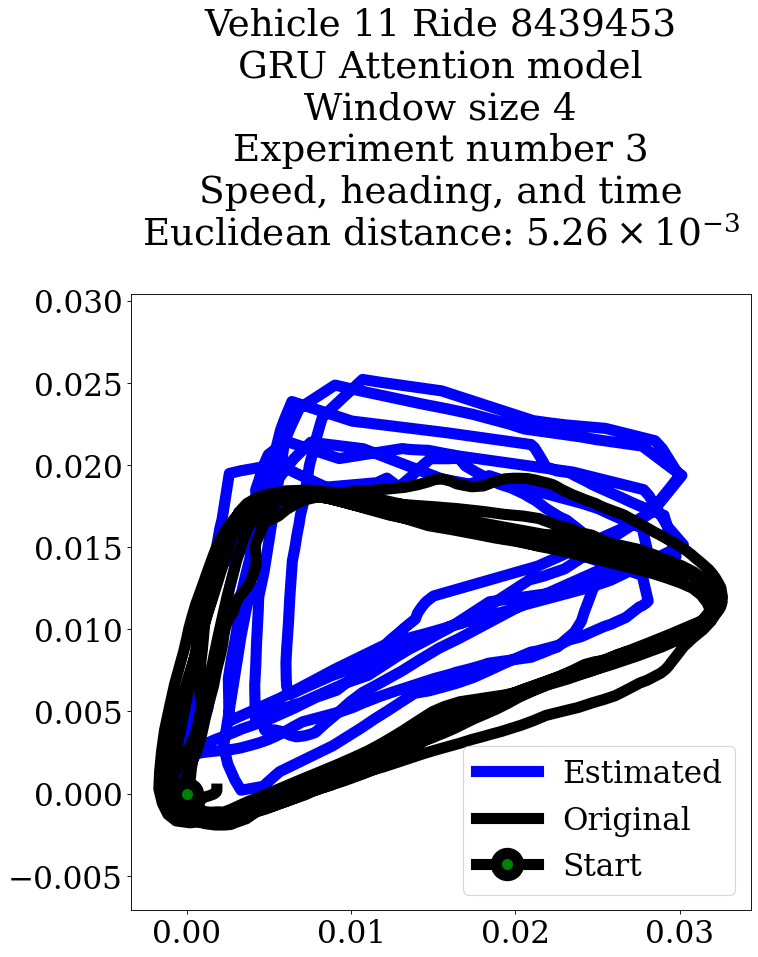 Vehicle 11 Ride 8439453
GRU Attention model
Window size 4
Experiment number 3
Speed, heading, and time
Euclidean distance: 5.26 × 10⁻³
0.030
0.025
0.020
0.015
0.010
0.005
0.000
−0.005
Estimated
Original
Start
0.00 0.01 0.02 0.03